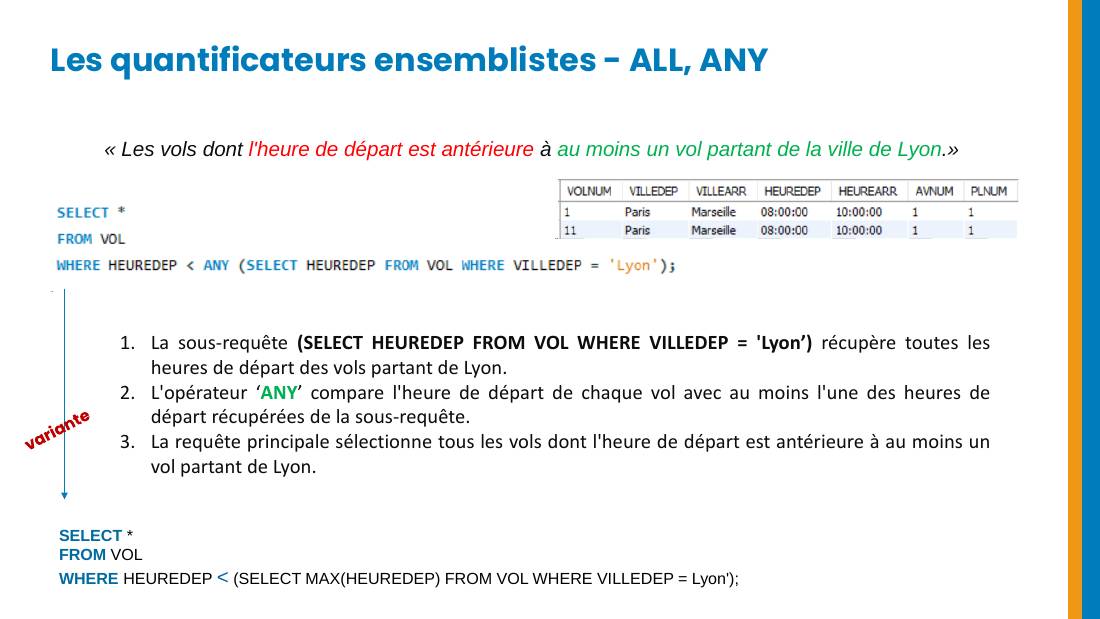 Les quantificateurs ensemblistes - ALL, ANY
« Les vols dont l'heure de départ est antérieure à au moins un vol partant de la ville de Lyon.»
VOLNUM VILLEDEP VILLEARR HEUREDEP HEUREARR AVNUM PLNUM
1 Paris Marseille 08:00:00 10:00:00 1 1
11 Paris Marseille 08:00:00 10:00:00 1 1
SELECT *
FROM VOL
WHERE HEUREDEP < ANY (SELECT HEUREDEP FROM VOL WHERE VILLEDEP = 'Lyon');
1. La sous-requête (SELECT HEUREDEP FROM VOL WHERE VILLEDEP = 'Lyon’) récupère toutes les
heures de départ des vols partant de Lyon.
2. L'opérateur ‘ANY’ compare l'heure de départ de chaque vol avec au moins l'une des heures de
départ récupérées de la sous-requête.
3. La requête principale sélectionne tous les vols dont l'heure de départ est antérieure à au moins un
vol partant de Lyon.
variante
SELECT *
FROM VOL
WHERE HEUREDEP < (SELECT MAX(HEUREDEP) FROM VOL WHERE VILLEDEP = Lyon');